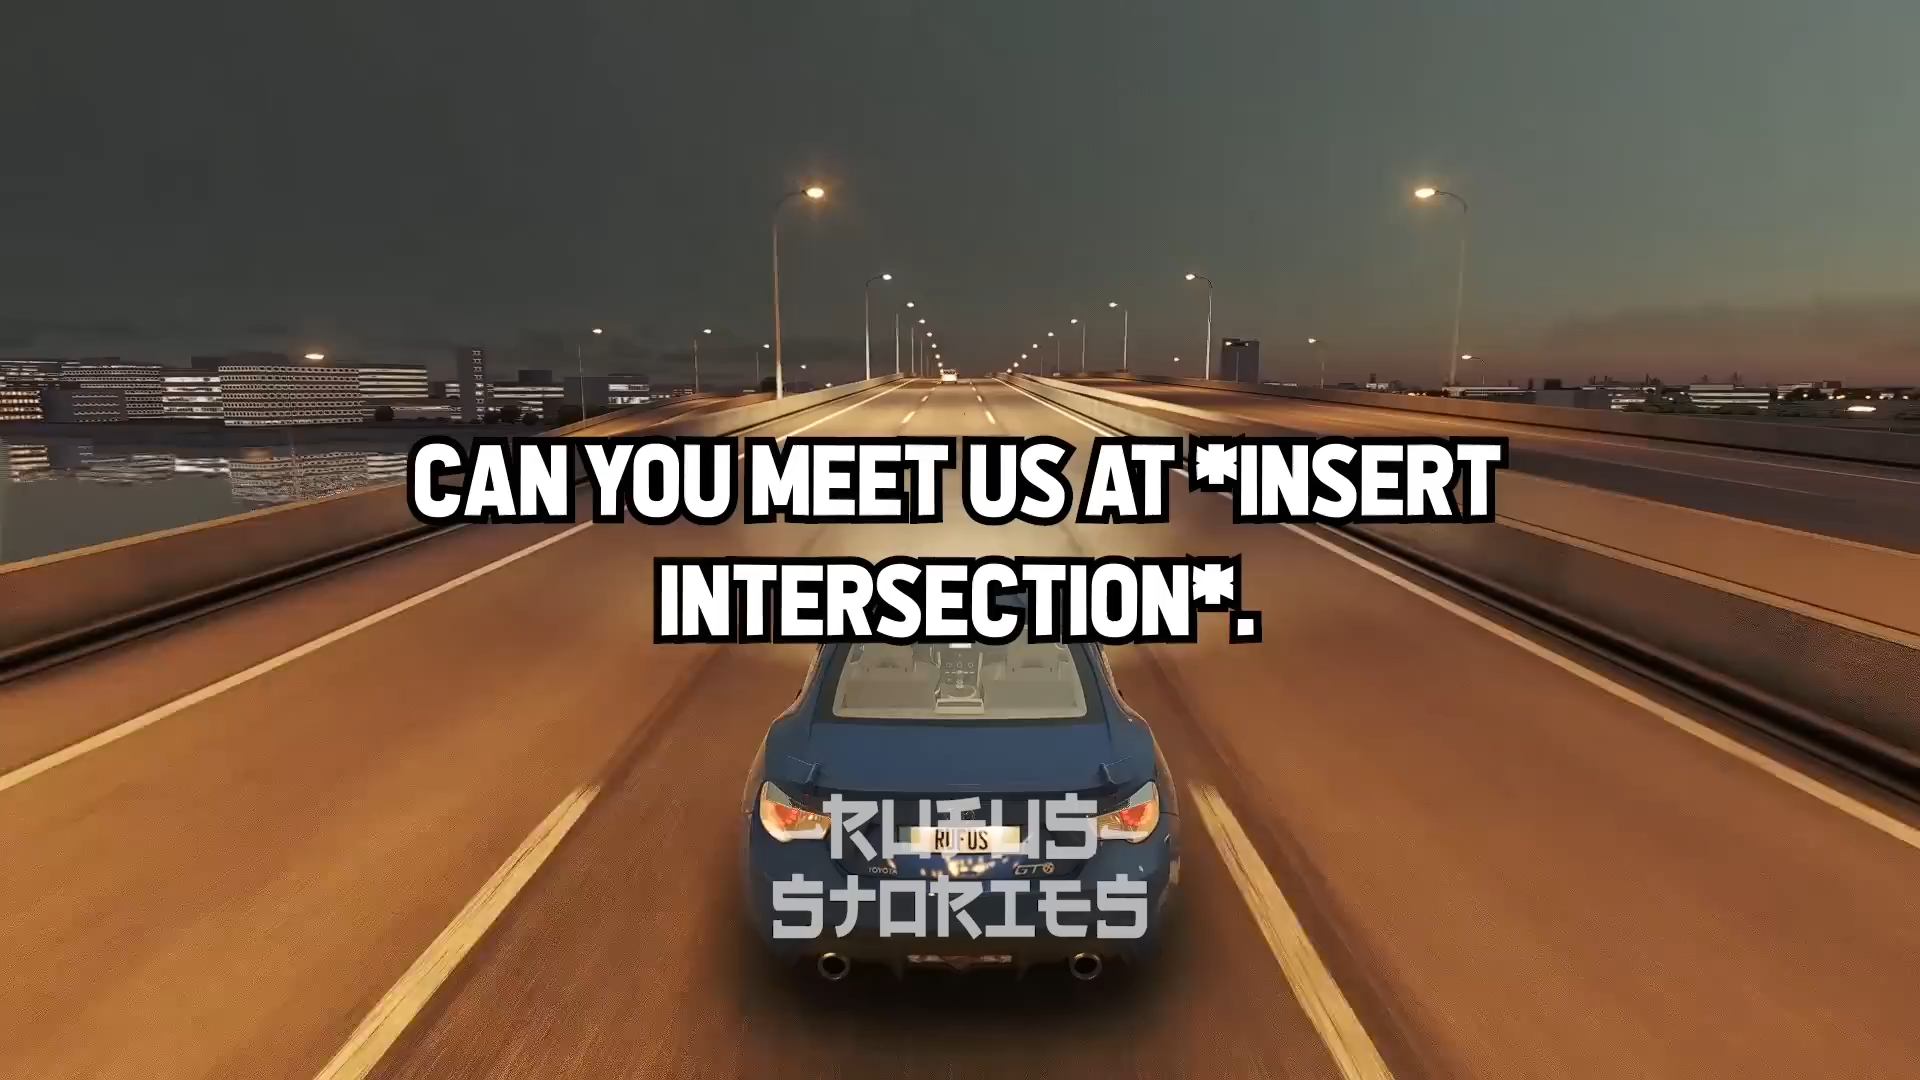 CAN YOU MEET US AT *INSERT
INTERSECTION*.
RUFUS
RUFUS
TOYOTA GT
STORIES